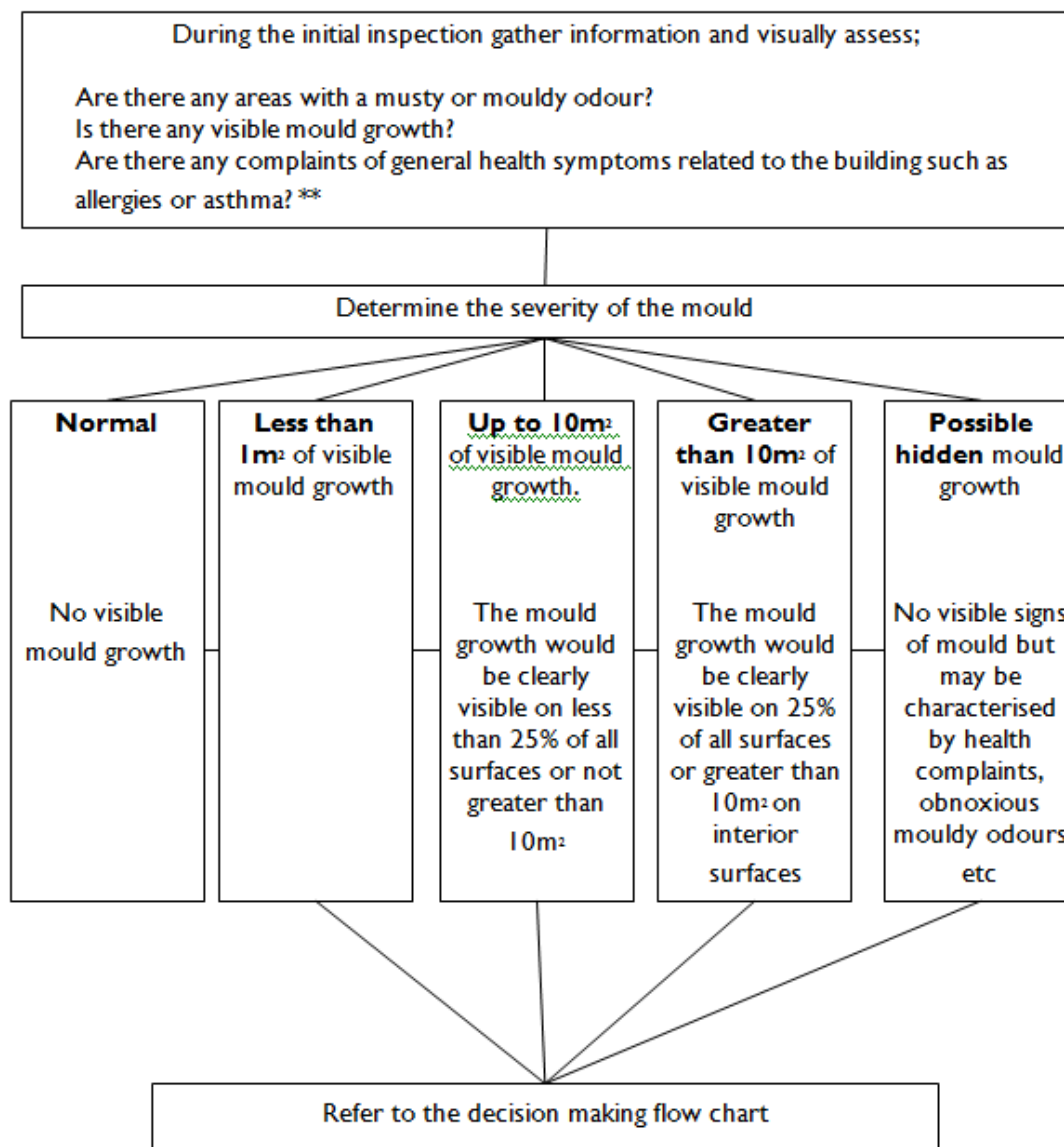 During the initial inspection gather information and visually assess;
Are there any areas with a musty or mouldy odour?
Is there any visible mould growth?
Are there any complaints of general health symptoms related to the building such as
allergies or asthma? **
Determine the severity of the mould
Normal
No visible
mould growth
Less than
1m² of visible
mould growth
Up to 10m²
of visible mould
growth.
The mould
growth would
be clearly
visible on less
than 25% of all
surfaces or not
greater than
10m²
Greater
than 10m² of
visible mould
growth
The mould
growth would
be clearly
visible on 25%
of all surfaces
or greater than
10m² on
interior
surfaces
Possible
hidden mould
growth
No visible signs
of mould but
may be
characterised
by health
complaints,
obnoxious
mouldy odours
etc
Refer to the decision making flow chart